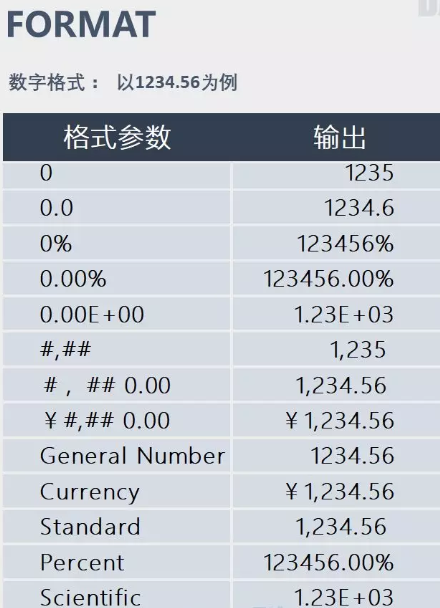 FORMAT
数字格式： 以1234.56为例
格式参数 输出
0 1235
0.0 1234.6
0% 123456%
0.00% 123456.00%
0.00E+00 1.23E+03
#,## 1,235
# ，## 0.00 1,234.56
¥#,## 0.00 ¥1,234.56
General Number 1234.56
Currency ¥1,234.56
Standard 1,234.56
Percent 123456.00%
Scientific 1.23E+03